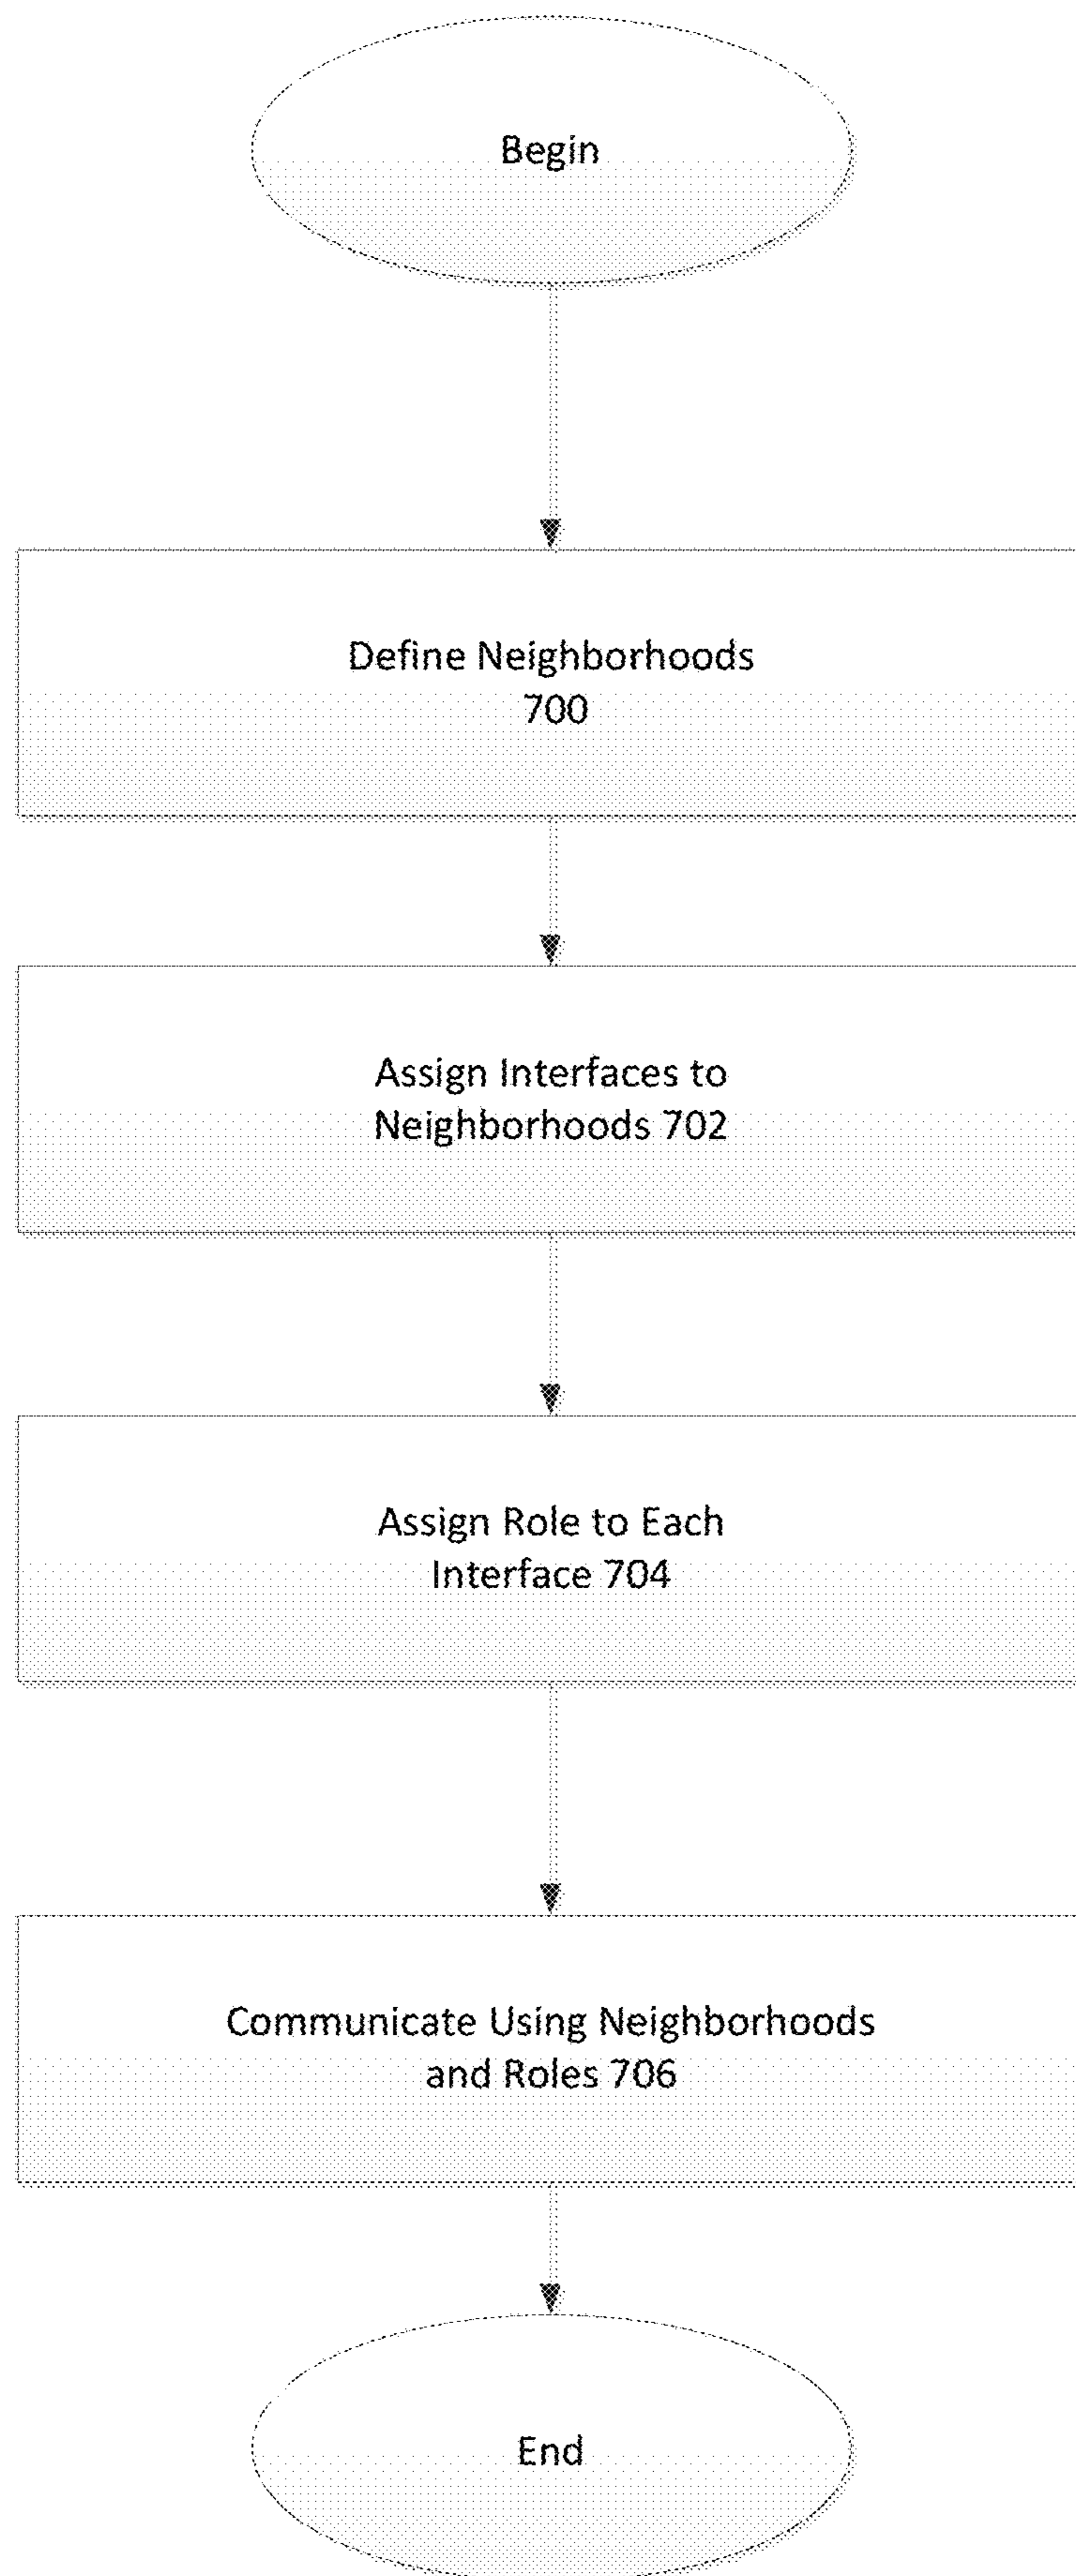 Begin
Define Neighborhoods
700
Assign Interfaces to
Neighborhoods 702
Assign Role to Each
Interface 704
Communicate Using Neighborhoods
and Roles 706
End